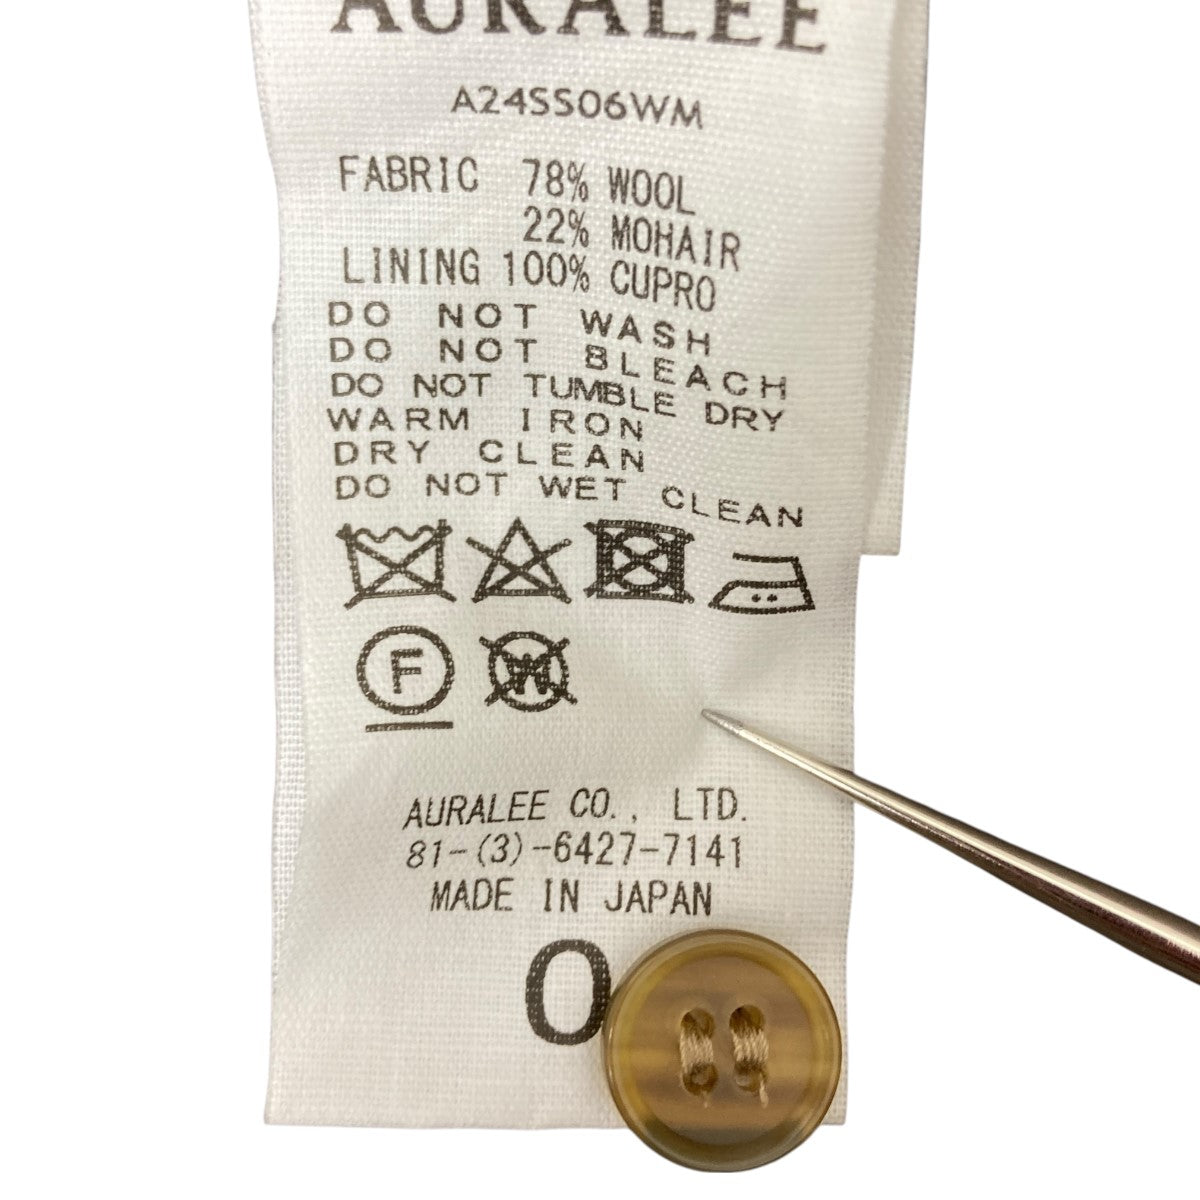 AURALEE
A24SS06WM
FABRIC 78% WOOL
22% MOHAIR
LINING 100% CUPRO
DO NOT WASH
DO NOT BLEACH
DO NOT TUMBLE DRY
WARM IRON
DRY CLEAN
DO NOT WET CLEAN
F W
AURALEE CO., LTD.
81-(3)-6427-7141
MADE IN JAPAN
0